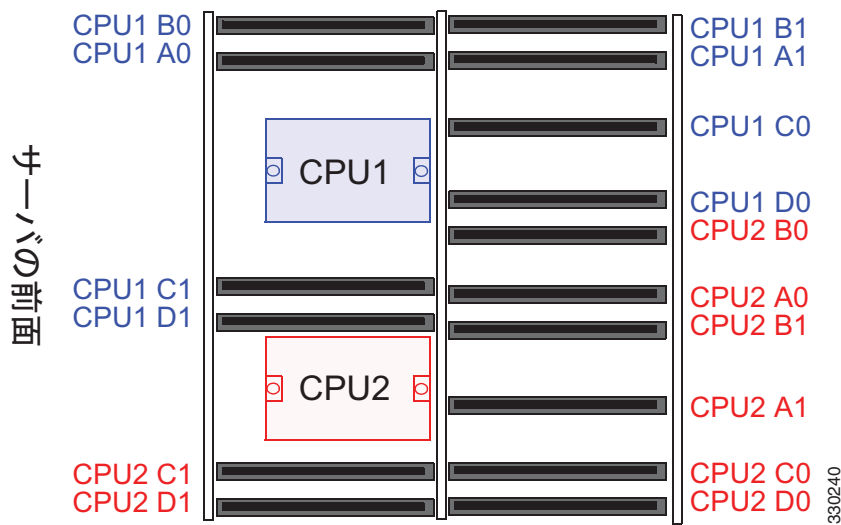 CPU1 B0
CPU1 A0
CPU1 B1
CPU1 A1
CPU1 C0
CPU1
CPU1 D0
CPU2 B0
サーバの前面
CPU1 C1
CPU1 D1
CPU2 A0
CPU2 B1
CPU2
CPU2 A1
CPU2 C1
CPU2 D1
CPU2 C0
CPU2 D0
330240